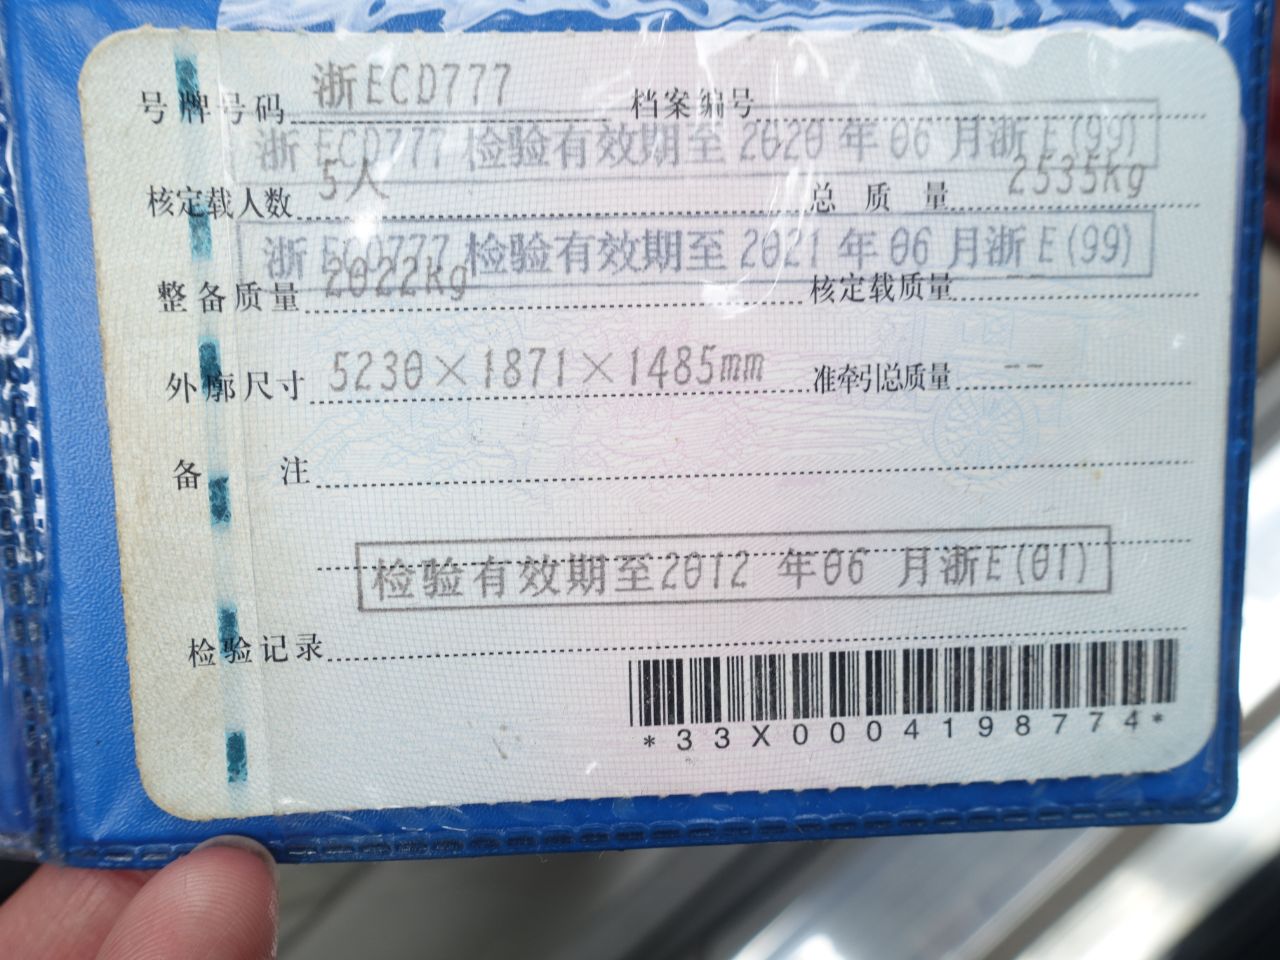 号牌号码 浙ECD777 档案编号
浙ECD777 检验有效期至2020年06月浙E(99)
核定载人数 5人 总质量 2535kg
浙ECD777 检验有效期至2021年06月浙E(99)
整备质量 2022kg 核定载质量 --
外廓尺寸 5230×1871×1485mm 准牵引总质量 --
备注
检验有效期至2012 年06 月浙E(01)
检验记录
*33X0004198774*